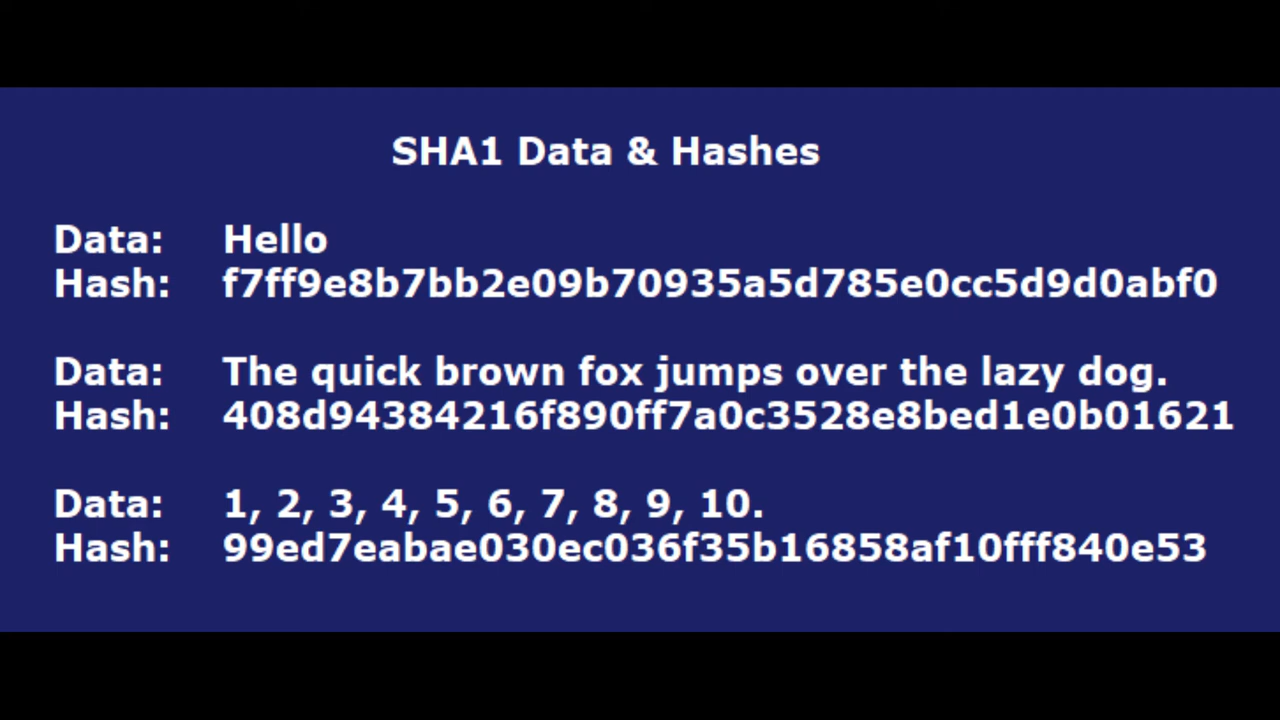 SHA1 Data & Hashes
Data: Hello
Hash: f7ff9e8b7bb2e09b70935a5d785e0cc5d9d0abf0
Data: The quick brown fox jumps over the lazy dog.
Hash: 408d94384216f890ff7a0c3528e8bed1e0b01621
Data: 1, 2, 3, 4, 5, 6, 7, 8, 9, 10.
Hash: 99ed7eabae030ec036f35b16858af10fff840e53